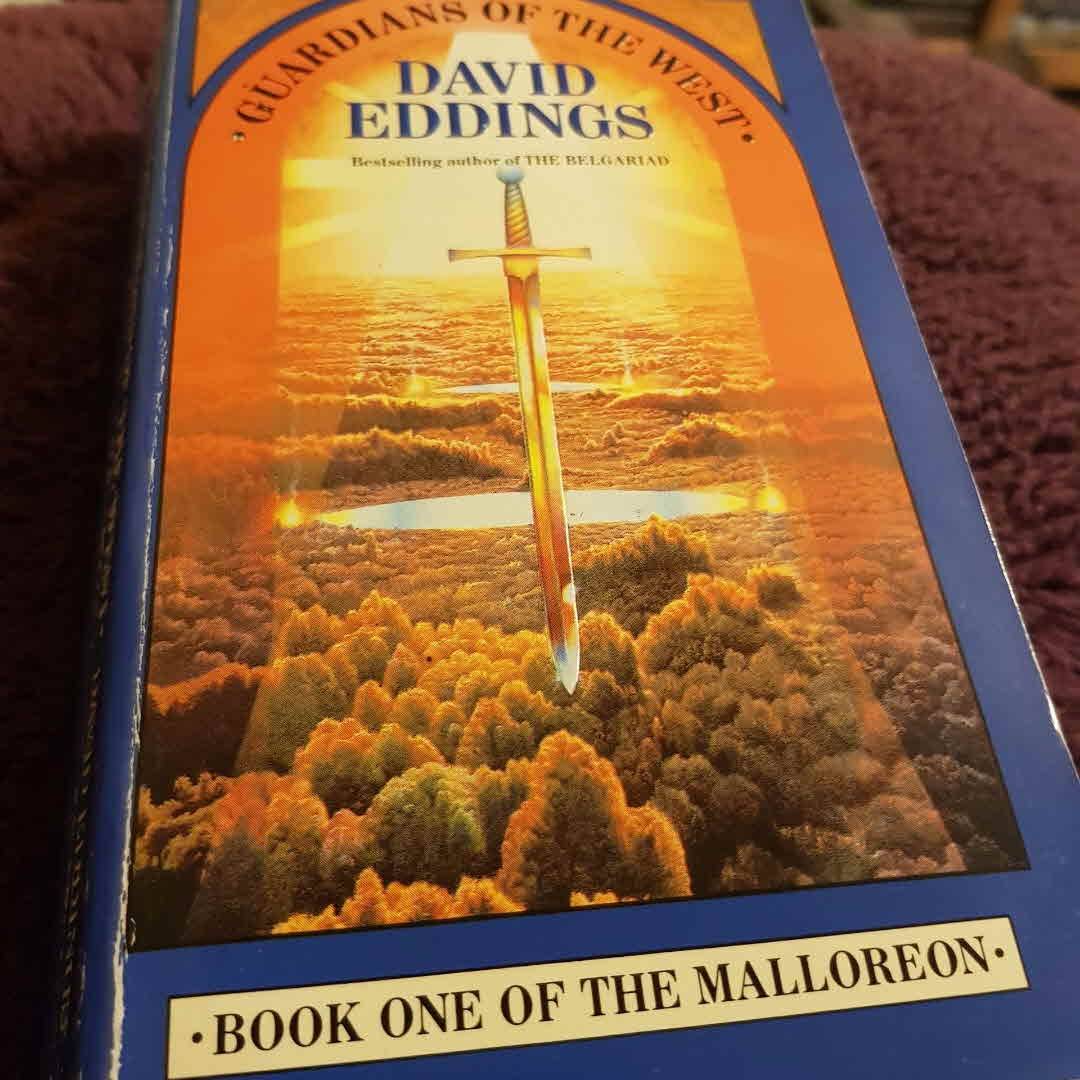 ·GUARDIANS OF THE WEST·
DAVID
EDDINGS
Bestselling author of THE BELGARIAD
·BOOK ONE OF THE MALLOREON·